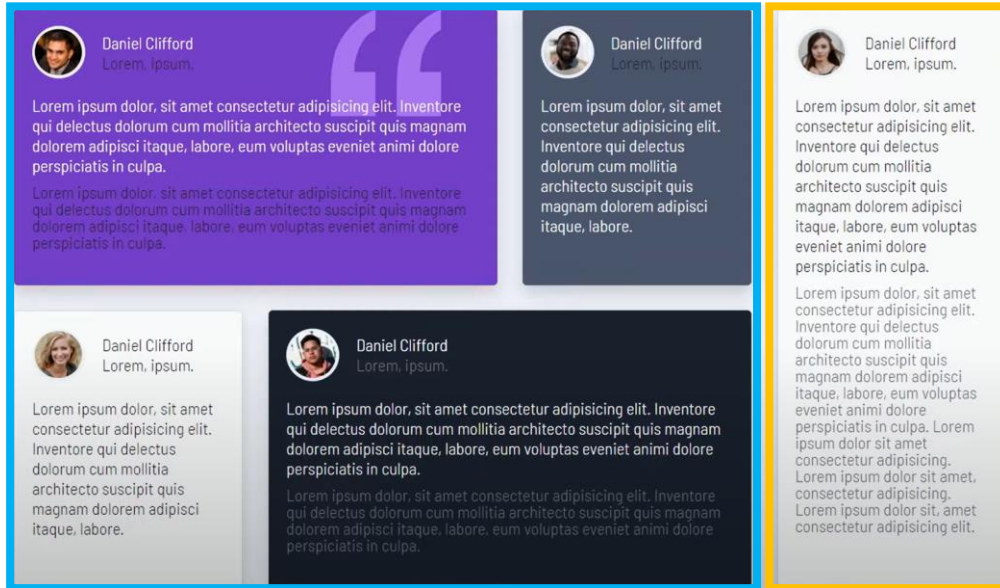 Daniel Clifford
Lorem, ipsum.
Lorem ipsum dolor, sit amet consectetur adipisicing elit. Inventore
qui delectus dolorum cum mollitia architecto suscipit quis magnam
dolorem adipisci itaque, labore, eum voluptas eveniet animi dolore
perspiciatis in culpa.
Lorem ipsum dolor, sit amet consectetur adipisicing elit. Inventore
qui delectus dolorum cum mollitia architecto suscipit quis magnam
dolorem adipisci itaque, labore, eum voluptas eveniet animi dolore
perspiciatis in culpa.
Daniel Clifford
Lorem, ipsum.
Lorem ipsum dolor, sit amet
consectetur adipisicing elit.
Inventore qui delectus
dolorum cum mollitia
architecto suscipit quis
magnam dolorem adipisci
itaque, labore.
Daniel Clifford
Lorem, ipsum.
Lorem ipsum dolor, sit amet
consectetur adipisicing elit.
Inventore qui delectus
dolorum cum mollitia
architecto suscipit quis
magnam dolorem adipisci
itaque, labore.
Daniel Clifford
Lorem, ipsum.
Lorem ipsum dolor, sit amet consectetur adipisicing elit. Inventore
qui delectus dolorum cum mollitia architecto suscipit quis magnam
dolorem adipisci itaque, labore, eum voluptas eveniet animi dolore
perspiciatis in culpa.
Lorem ipsum dolor, sit amet consectetur adipisicing elit. Inventore
qui delectus dolorum cum mollitia architecto suscipit quis magnam
dolorem adipisci itaque, labore, eum voluptas eveniet animi dolore
perspiciatis in culpa.
Daniel Clifford
Lorem, ipsum.
Lorem ipsum dolor, sit amet
consectetur adipisicing elit.
Inventore qui delectus
dolorum cum mollitia
architecto suscipit quis
magnam dolorem adipisci
itaque, labore, eum voluptas
eveniet animi dolore
perspiciatis in culpa.
Lorem ipsum dolor, sit amet
consectetur adipisicing elit.
Inventore qui delectus
dolorum cum mollitia
architecto suscipit quis
magnam dolorem adipisci
itaque, labore, eum voluptas
eveniet animi dolore
perspiciatis in culpa. Lorem
ipsum dolor sit amet
consectetur adipisicing.
Lorem ipsum dolor sit amet,
consectetur adipisicing.
Lorem ipsum dolor sit, amet
consectetur adipisicing elit.